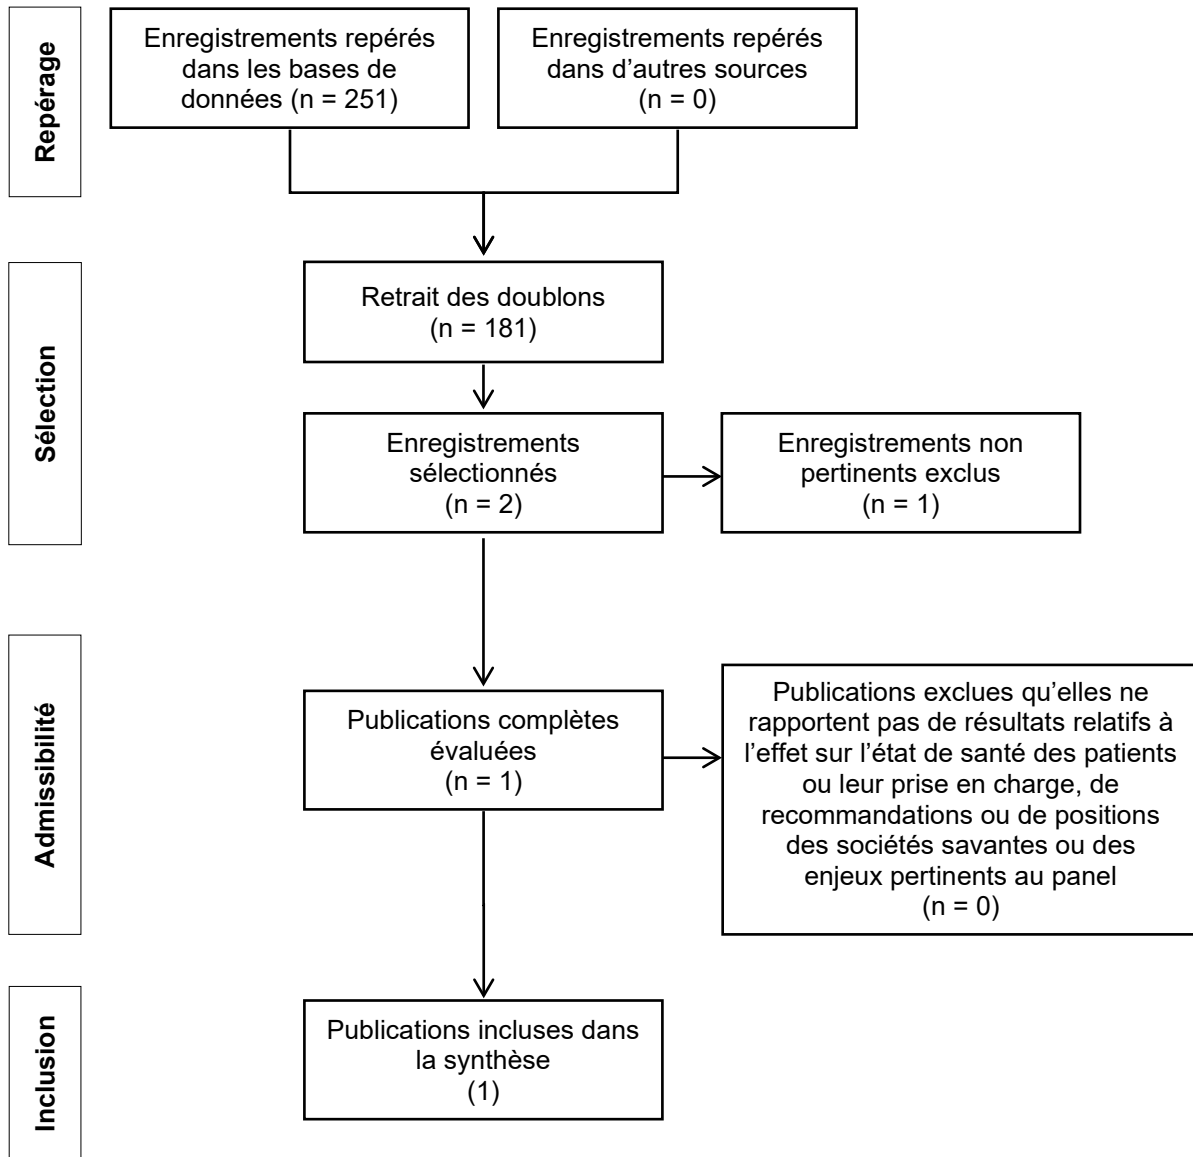 Repérage
Enregistrements repérés
dans les bases de
données (n = 251)
Enregistrements repérés
dans d’autres sources
(n = 0)
Sélection
Retrait des doublons
(n = 181)
Enregistrements
sélectionnés
(n = 2)
Enregistrements non
pertinents exclus
(n = 1)
Admissibilité
Publications complètes
évaluées
(n = 1)
Publications exclues qu’elles ne
rapportent pas de résultats relatifs à
l’effet sur l’état de santé des patients
ou leur prise en charge, de
recommandations ou de positions
des sociétés savantes ou des
enjeux pertinents au panel
(n = 0)
Inclusion
Publications incluses dans
la synthèse
(1)